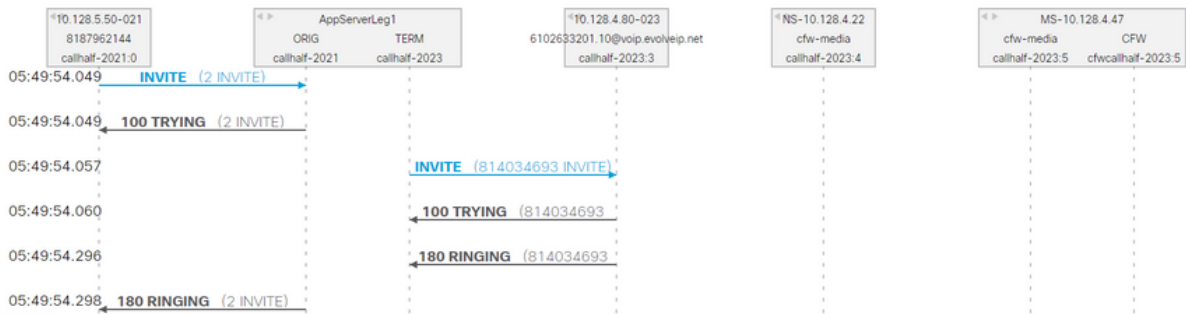 10.128.5.50-021
8187962144
callhalf-2021:0
AppServerLeg1
ORIG TERM
callhalf-2021 callhalf-2023
10.128.4.80-023
6102633201.10@voip.evolveip.net
callhalf-2023:3
NS-10.128.4.22
cfw-media
callhalf-2023:4
MS-10.128.4.47
cfw-media CFW
callhalf-2023:5 cfwcallhalf-2023:5
05:49:54.049 INVITE (2 INVITE)
05:49:54.049 100 TRYING (2 INVITE)
05:49:54.057 INVITE (814034693 INVITE)
05:49:54.060 100 TRYING (814034693
05:49:54.296 180 RINGING (814034693
05:49:54.298 180 RINGING (2 INVITE)